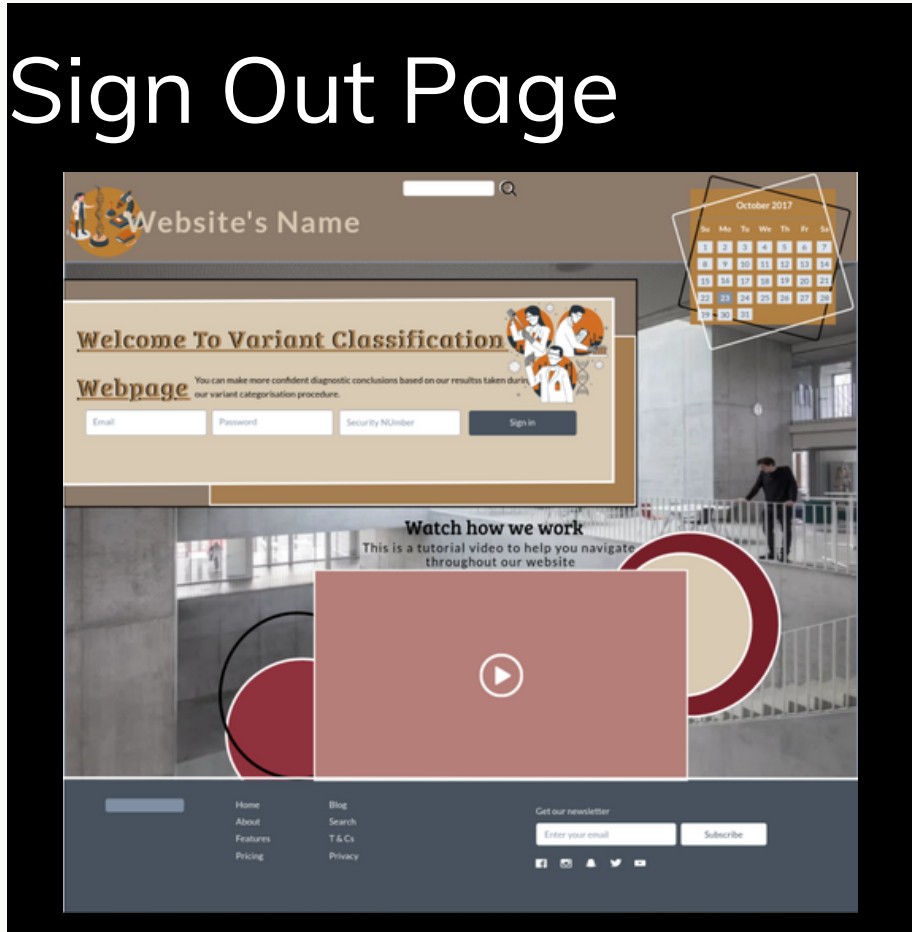 Sign Out Page
Website's Name
October 2017
Su Mo Tu We Th Fr Sa
1 2 3 4 5 6 7
8 9 10 11 12 13 14
15 16 17 18 19 20 21
22 23 24 25 26 27 28
29 30 31
Welcome To Variant Classification
Webpage
You can make more confident diagnostic conclusions based on our resultss taken durin
our variant categorisation procedure.
Email Password Security NUmber Sign in
Watch how we work
This is a tutorial video to help you navigate
throughout our website
Home Blog
About Search
Features T & Cs
Pricing Privacy
Get our newsletter
Enter your email Subscribe